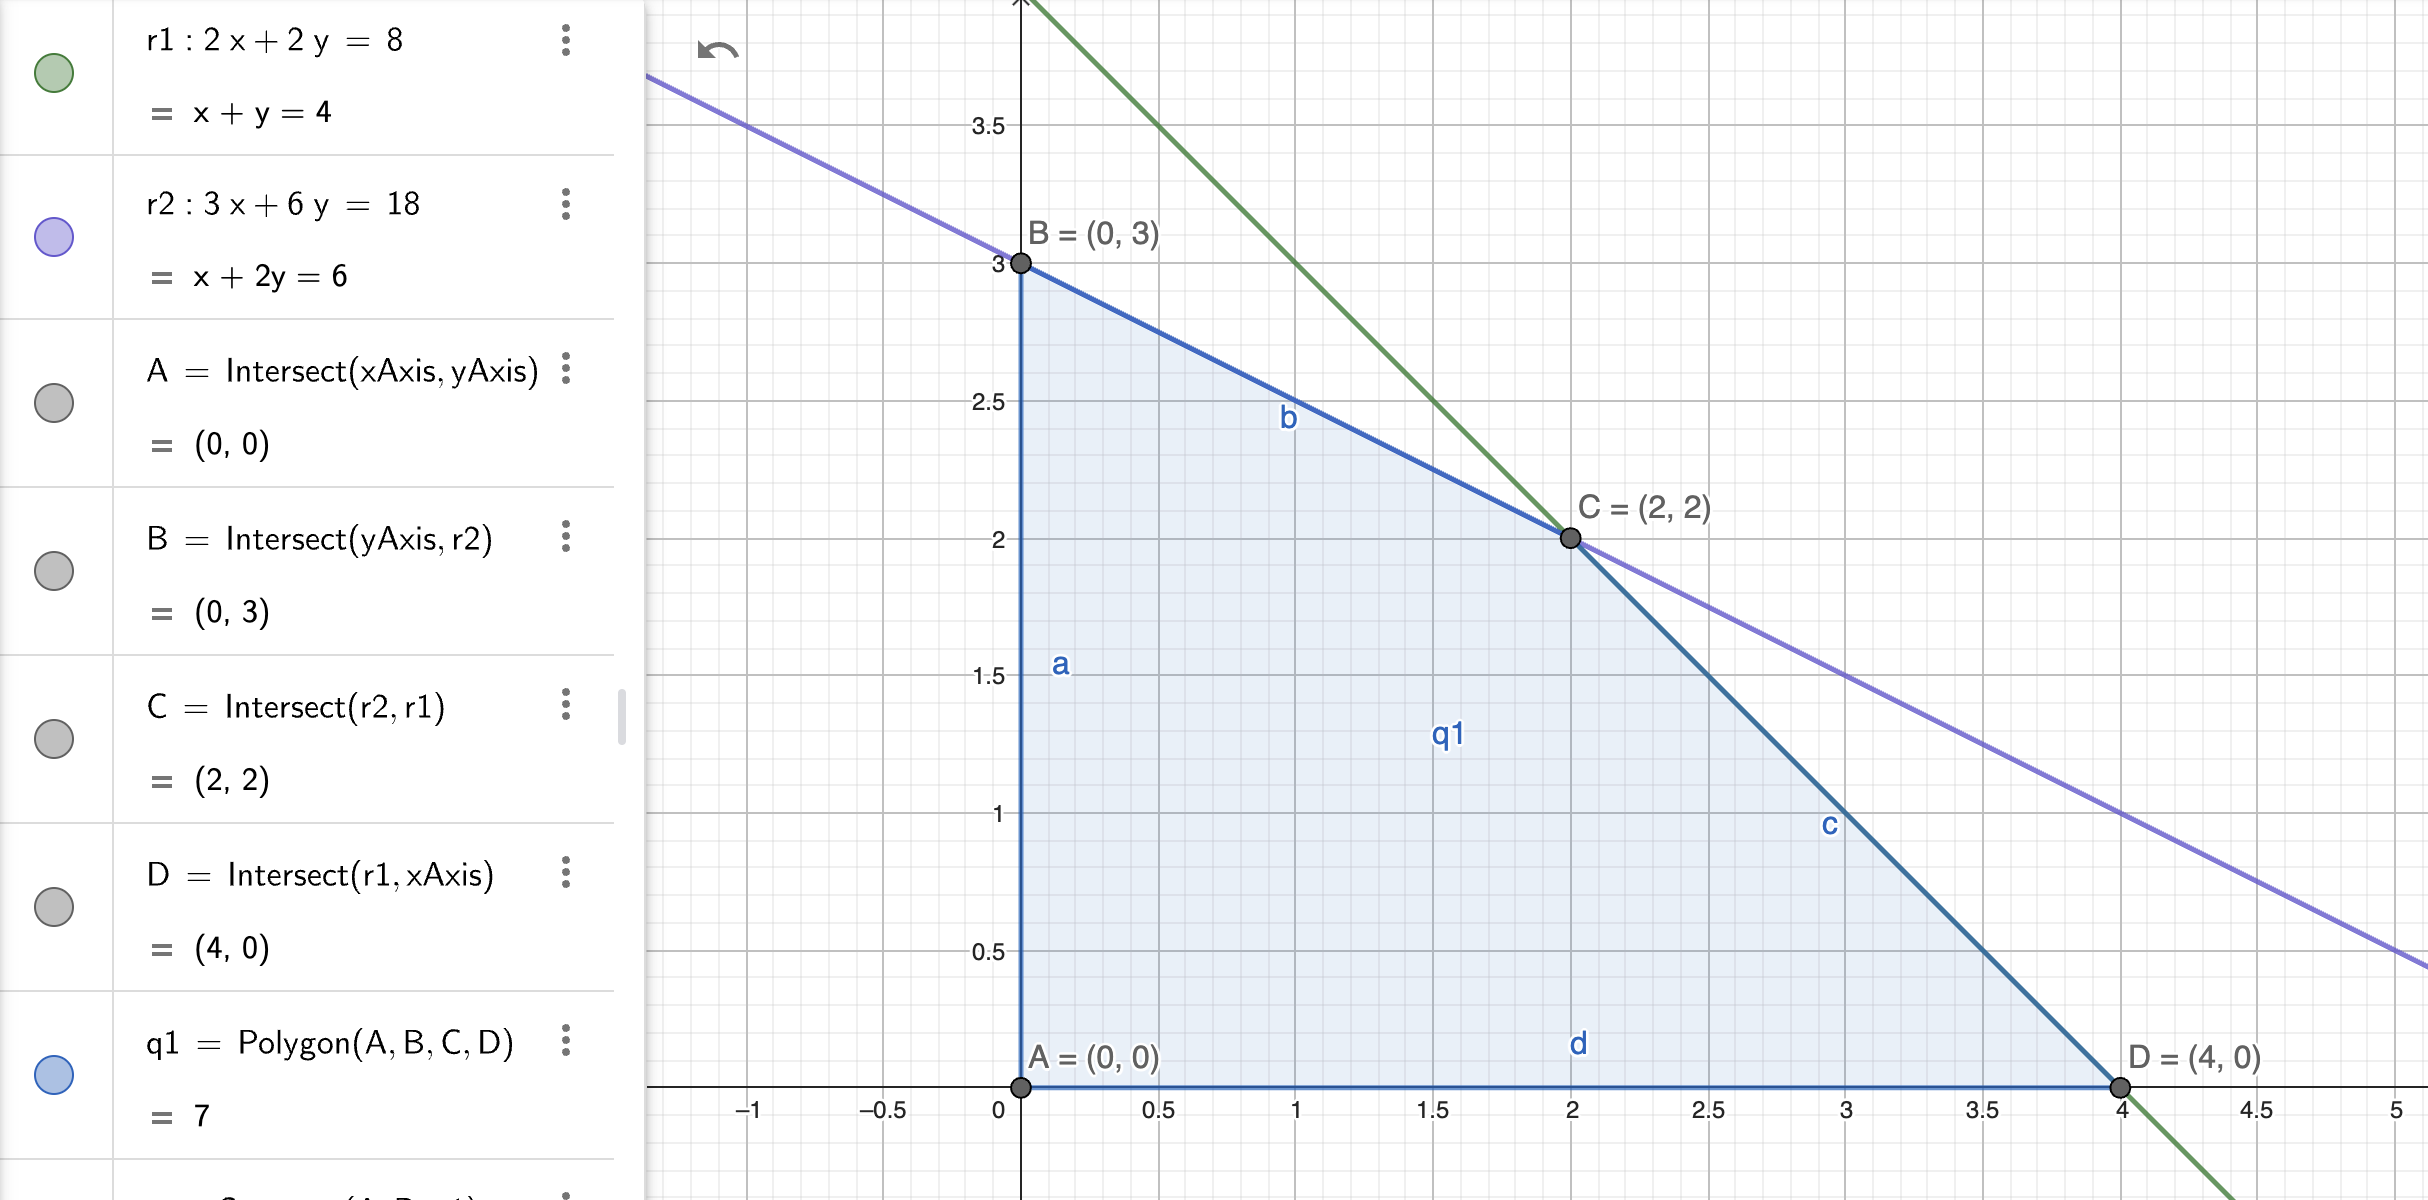 r1 : 2 x + 2 y = 8
= x + y = 4
r2 : 3 x + 6 y = 18
= x + 2y = 6
A = Intersect(xAxis, yAxis)
= (0, 0)
B = Intersect(yAxis, r2)
= (0, 3)
C = Intersect(r2, r1)
= (2, 2)
D = Intersect(r1, xAxis)
= (4, 0)
q1 = Polygon(A, B, C, D)
= 7
3.5
B = (0, 3)
3
2.5
b
C = (2, 2)
2
a
1.5
q1
1
c
0.5
d
A = (0, 0)
D = (4, 0)
−1 −0.5 0 0.5 1 1.5 2 2.5 3 3.5 4 4.5 5